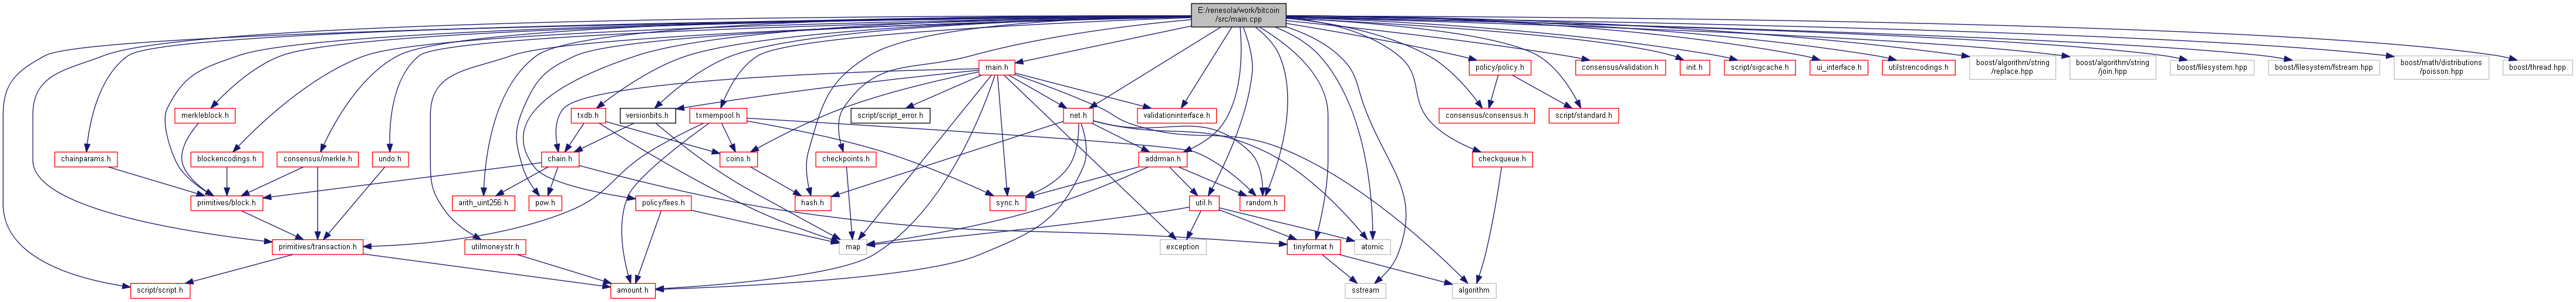 E:/renesola/work/bitcoin
/src/main.cpp
main.h
policy/policy.h
consensus/validation.h
init.h
script/sigcache.h
ui_interface.h
utilstrencodings.h
boost/algorithm/string
/replace.hpp
boost/algorithm/string
/join.hpp
boost/filesystem.hpp
boost/filesystem/fstream.hpp
boost/math/distributions
/poisson.hpp
boost/thread.hpp
merkleblock.h
txdb.h
versionbits.h
txmempool.h
script/script_error.h
net.h
validationinterface.h
consensus/consensus.h
script/standard.h
chainparams.h
blockencodings.h
consensus/merkle.h
undo.h
chain.h
coins.h
checkpoints.h
addrman.h
checkqueue.h
primitives/block.h
arith_uint256.h
pow.h
policy/fees.h
hash.h
sync.h
util.h
random.h
primitives/transaction.h
utilmoneystr.h
map
exception
tinyformat.h
atomic
script/script.h
amount.h
sstream
algorithm